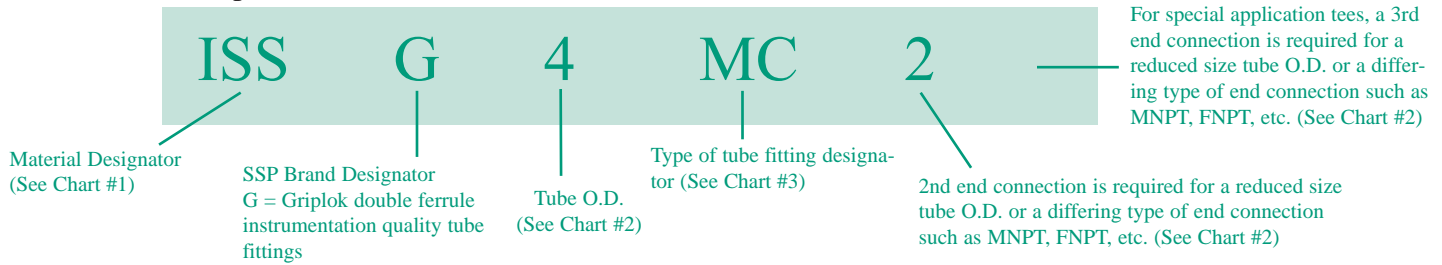 ISS G 4 MC 2
For special application tees, a 3rd
end connection is required for a
reduced size tube O.D. or a differ-
ing type of end connection such as
MNPT, FNPT, etc. (See Chart #2)
Material Designator
(See Chart #1)
SSP Brand Designator
G = Griplok double ferrule
instrumentation quality tube
fittings
Tube O.D.
(See Chart #2)
Type of tube fitting designa-
tor (See Chart #3)
2nd end connection is required for a reduced size
tube O.D. or a differing type of end connection
such as MNPT, FNPT, etc. (See Chart #2)